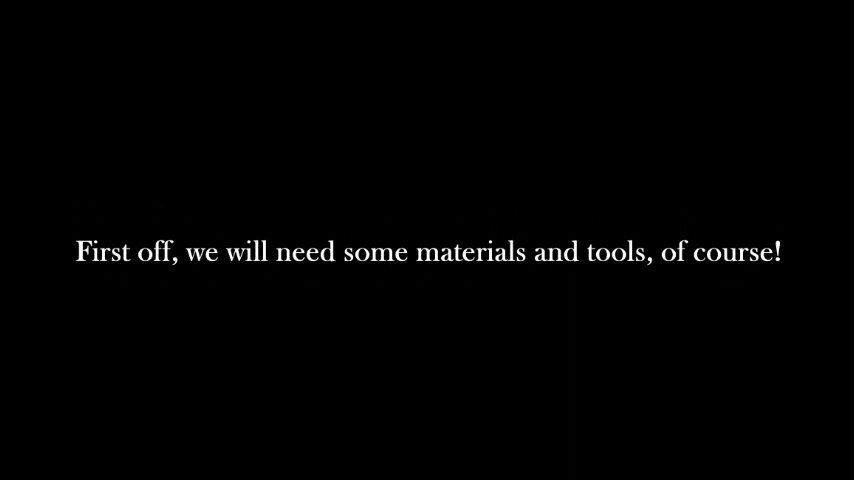 First off, we will need some materials and tools, of course!